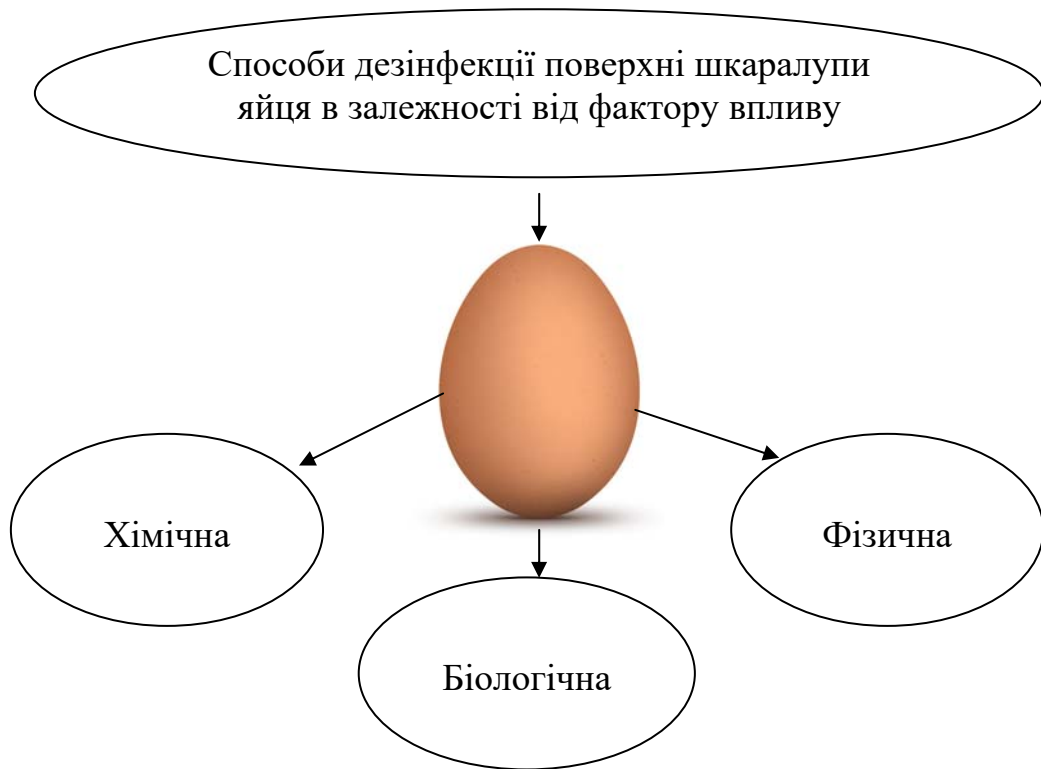 Способи дезінфекції поверхні шкаралупи
яйця в залежності від фактору впливу
Хімічна
Фізична
Біологічна